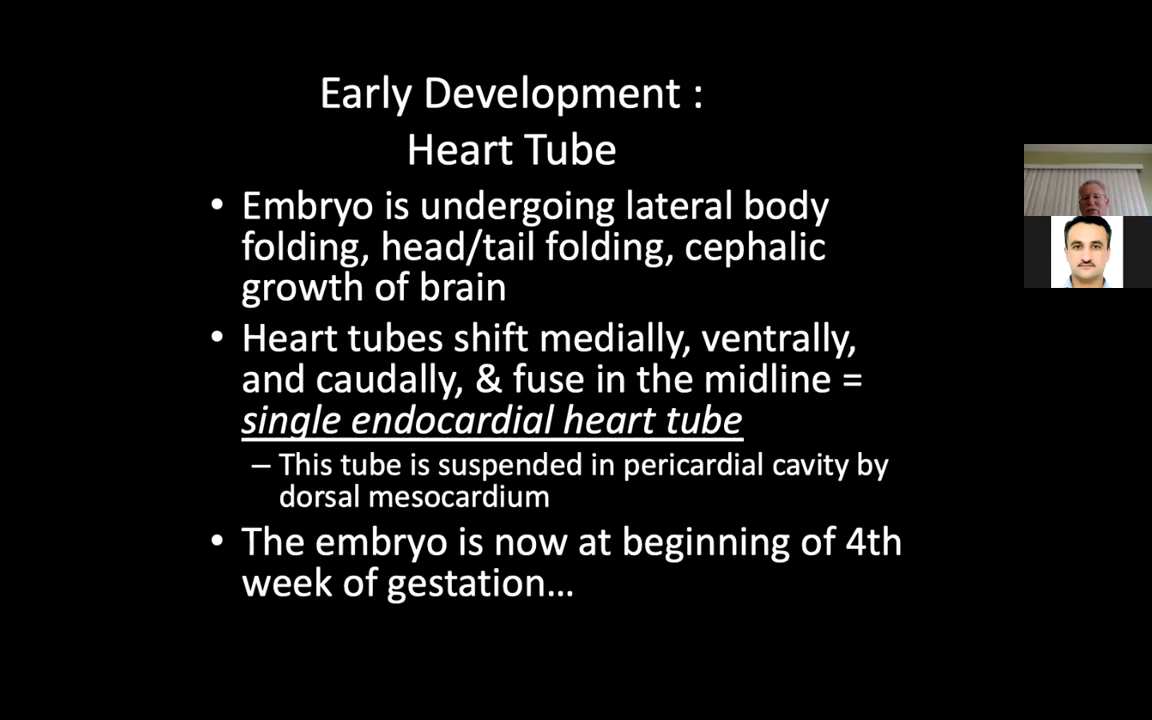 Early Development :
Heart Tube
• Embryo is undergoing lateral body
folding, head/tail folding, cephalic
growth of brain
• Heart tubes shift medially, ventrally,
and caudally, & fuse in the midline =
single endocardial heart tube
– This tube is suspended in pericardial cavity by
dorsal mesocardium
• The embryo is now at beginning of 4th
week of gestation…